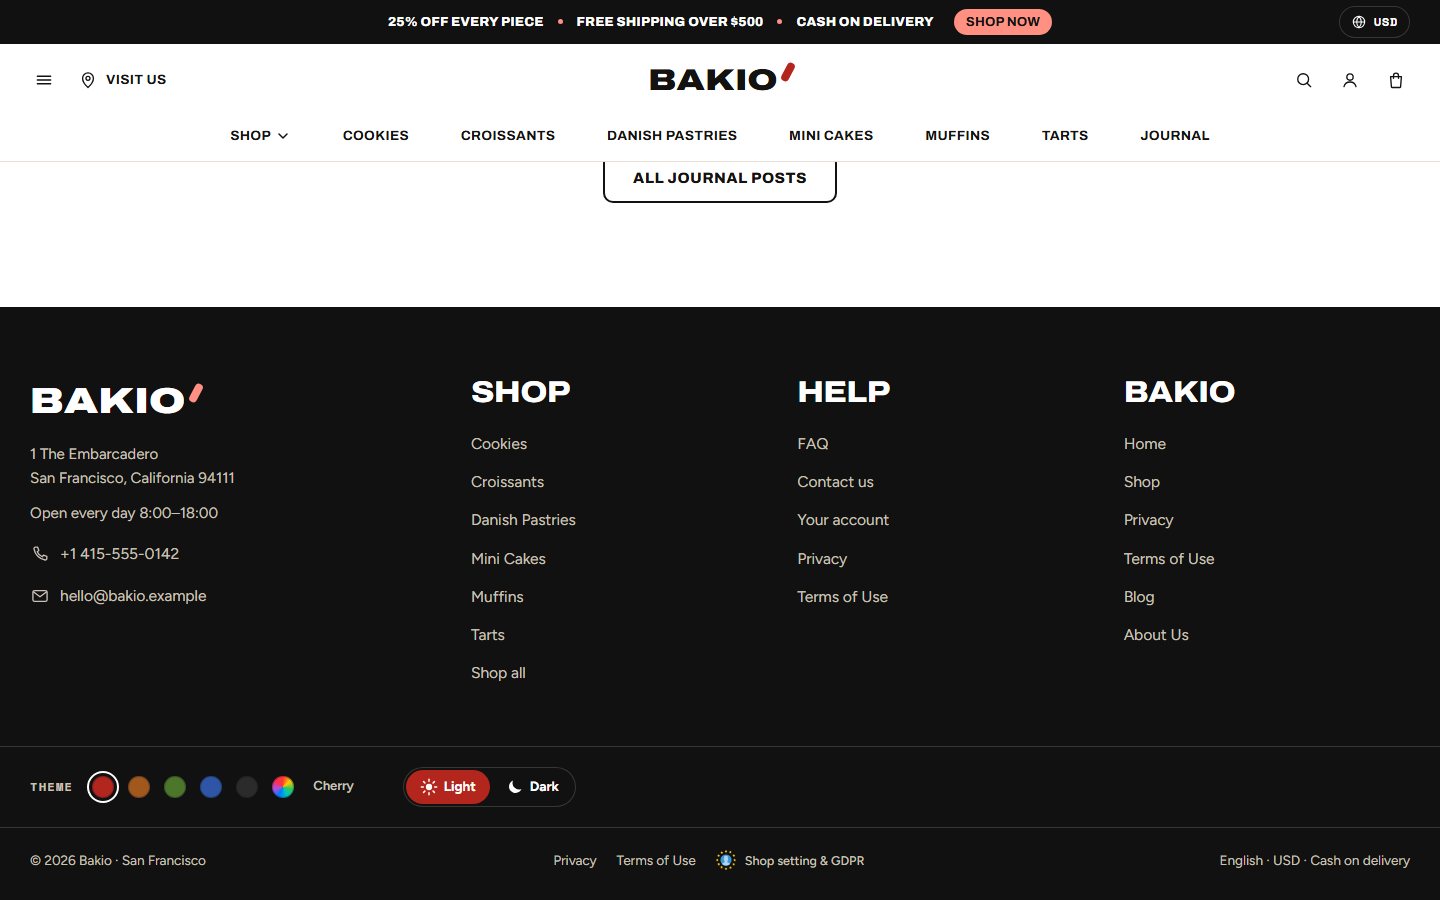 25% OFF EVERY PIECE • FREE SHIPPING OVER $500 • CASH ON DELIVERY SHOP NOW
USD
VISIT US
BAKIO
SHOP COOKIES CROISSANTS DANISH PASTRIES MINI CAKES MUFFINS TARTS JOURNAL
ALL JOURNAL POSTS
BAKIO
1 The Embarcadero
San Francisco, California 94111
Open every day 8:00–18:00
+1 415-555-0142
hello@bakio.example
SHOP
Cookies
Croissants
Danish Pastries
Mini Cakes
Muffins
Tarts
Shop all
HELP
FAQ
Contact us
Your account
Privacy
Terms of Use
BAKIO
Home
Shop
Privacy
Terms of Use
Blog
About Us
THEME Cherry Light Dark
© 2026 Bakio · San Francisco
Privacy Terms of Use Shop setting & GDPR
English · USD · Cash on delivery